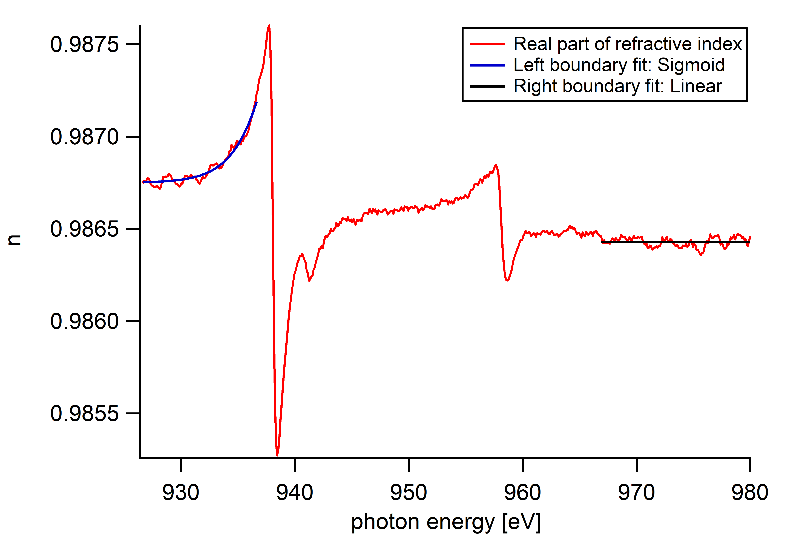 Real part of refractive index
Left boundary fit: Sigmoid
Right boundary fit: Linear
0.9875
0.9870
0.9865
0.9860
0.9855
n
930 940 950 960 970 980
photon energy [eV]